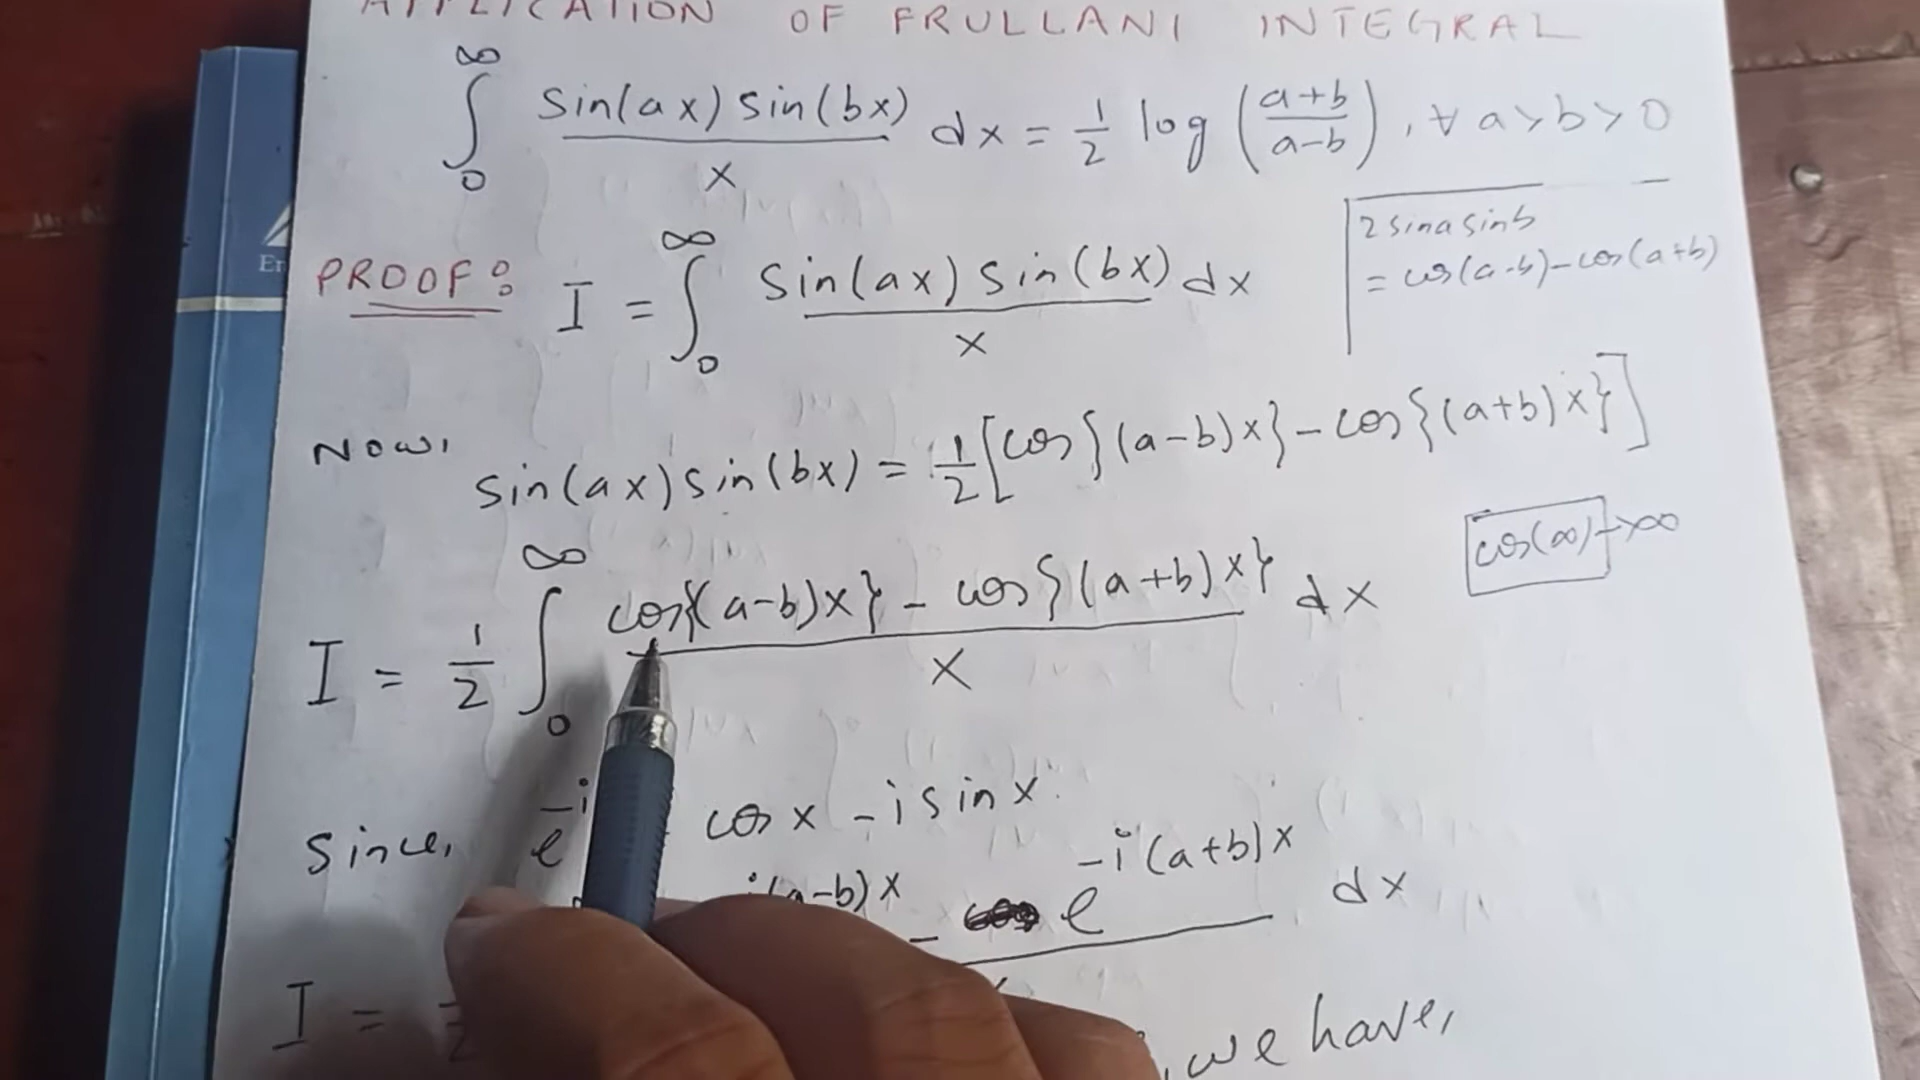 APPLICATION OF FRULLANI INTEGRAL
∫₀^∞ sin(ax) sin(bx) / x dx = 1/2 log ((a+b)/(a-b)), ∀ a>b>0
2 sina sinb
= cos(a-b)-cos(a+b)
PROOF: I = ∫₀^∞ sin(ax) sin(bx) / x dx
Now, sin(ax) sin(bx) = 1/2 [cos{(a-b)x} - cos{(a+b)x}]
cos(∞)
I = 1/2 ∫₀^∞ cos{(a-b)x} - cos{(a+b)x} / x dx
Since, e^-i cos x - i sin x
(a-b)x - e^-i(a+b)x dx
I =
, we have,